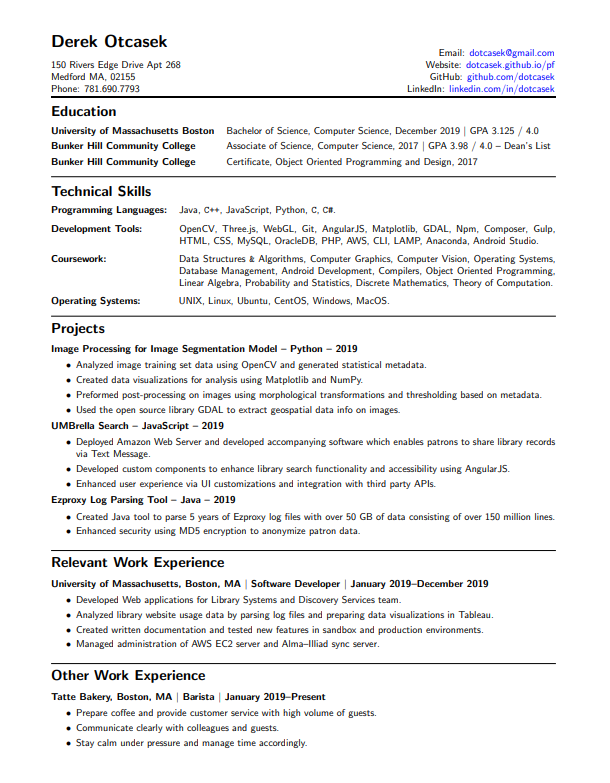 Derek Otcasek
150 Rivers Edge Drive Apt 268
Medford MA, 02155
Phone: 781.690.7793
Email: dotcasek@gmail.com
Website: dotcasek.github.io/pf
GitHub: github.com/dotcasek
LinkedIn: linkedin.com/in/dotcasek
Education
University of Massachusetts Boston Bachelor of Science, Computer Science, December 2019 | GPA 3.125 / 4.0
Bunker Hill Community College Associate of Science, Computer Science, 2017 | GPA 3.98 / 4.0 – Dean's List
Bunker Hill Community College Certificate, Object Oriented Programming and Design, 2017
Technical Skills
Programming Languages: Java, C++, JavaScript, Python, C, C#.
Development Tools: OpenCV, Three.js, WebGL, Git, AngularJS, Matplotlib, GDAL, Npm, Composer, Gulp,
HTML, CSS, MySQL, OracleDB, PHP, AWS, CLI, LAMP, Anaconda, Android Studio.
Coursework: Data Structures & Algorithms, Computer Graphics, Computer Vision, Operating Systems,
Database Management, Android Development, Compilers, Object Oriented Programming,
Linear Algebra, Probability and Statistics, Discrete Mathematics, Theory of Computation.
Operating Systems: UNIX, Linux, Ubuntu, CentOS, Windows, MacOS.
Projects
Image Processing for Image Segmentation Model – Python – 2019
• Analyzed image training set data using OpenCV and generated statistical metadata.
• Created data visualizations for analysis using Matplotlib and NumPy.
• Preformed post-processing on images using morphological transformations and thresholding based on metadata.
• Used the open source library GDAL to extract geospatial data info on images.
UMBrella Search – JavaScript – 2019
• Deployed Amazon Web Server and developed accompanying software which enables patrons to share library records
via Text Message.
• Developed custom components to enhance library search functionality and accessibility using AngularJS.
• Enhanced user experience via UI customizations and integration with third party APIs.
Ezproxy Log Parsing Tool – Java – 2019
• Created Java tool to parse 5 years of Ezproxy log files with over 50 GB of data consisting of over 150 million lines.
• Enhanced security using MD5 encryption to anonymize patron data.
Relevant Work Experience
University of Massachusetts, Boston, MA | Software Developer | January 2019–December 2019
• Developed Web applications for Library Systems and Discovery Services team.
• Analyzed library website usage data by parsing log files and preparing data visualizations in Tableau.
• Created written documentation and tested new features in sandbox and production environments.
• Managed administration of AWS EC2 server and Alma–Illiad sync server.
Other Work Experience
Tatte Bakery, Boston, MA | Barista | January 2019–Present
• Prepare coffee and provide customer service with high volume of guests.
• Communicate clearly with colleagues and guests.
• Stay calm under pressure and manage time accordingly.